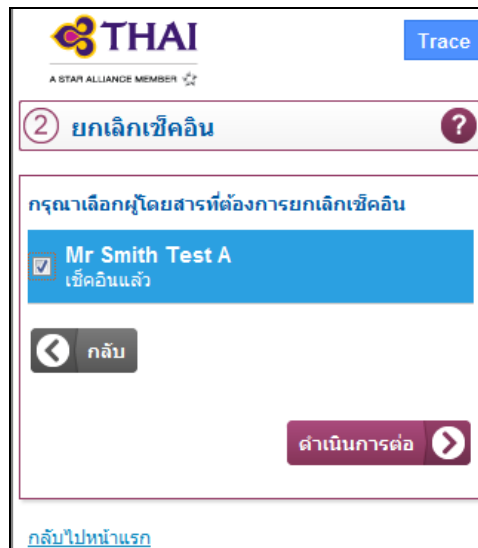 THAI
Trace
A STAR ALLIANCE MEMBER
2 ยกเลิกเช็คอิน ?
กรุณาเลือกผู้โดยสารที่ต้องการยกเลิกเช็คอิน
Mr Smith Test A
เช็คอินแล้ว
กลับ
ดำเนินการต่อ
กลับไปหน้าแรก